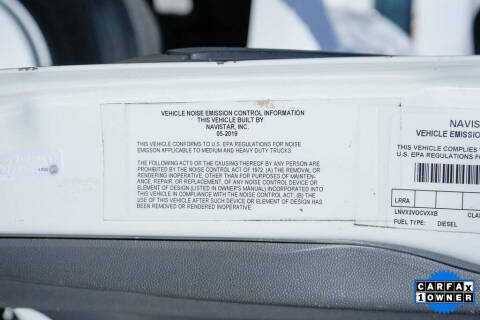 VEHICLE NOISE EMISSION CONTROL INFORMATION
THIS VEHICLE BUILT BY
NAVISTAR, INC.
05-2019
THIS VEHICLE CONFORMS TO U.S. EPA REGULATIONS FOR NOISE
EMISSION APPLICABLE TO MEDIUM AND HEAVY DUTY TRUCKS.
THE FOLLOWING ACTS OR THE CAUSING THEREOF BY ANY PERSON ARE
PROHIBITED BY THE NOISE CONTROL ACT OF 1972. (A) THE REMOVAL OR
RENDERING INOPERATIVE, OTHER THAN FOR PURPOSES OF MAINTEN-
ANCE, REPAIR, OR REPLACEMENT, OF ANY NOISE CONTROL DEVICE OR
ELEMENT OF DESIGN (LISTED IN OWNER'S MANUAL) INCORPORATED INTO
THIS VEHICLE IN COMPLIANCE WITH THE NOISE CONTROL ACT, (B) THE
USE OF THIS VEHICLE AFTER SUCH DEVICE OR ELEMENT OF DESIGN HAS
BEEN REMOVED OR RENDERED INOPERATIVE.
NAVIST
VEHICLE EMISSION
THIS VEHICLE COMPLIES
U.S. EPA REGULATIONS FO
LRRA
LNVX2VOCVXXB CLAS
FUEL TYPE: DIESEL
CARFAX
1 OWNER